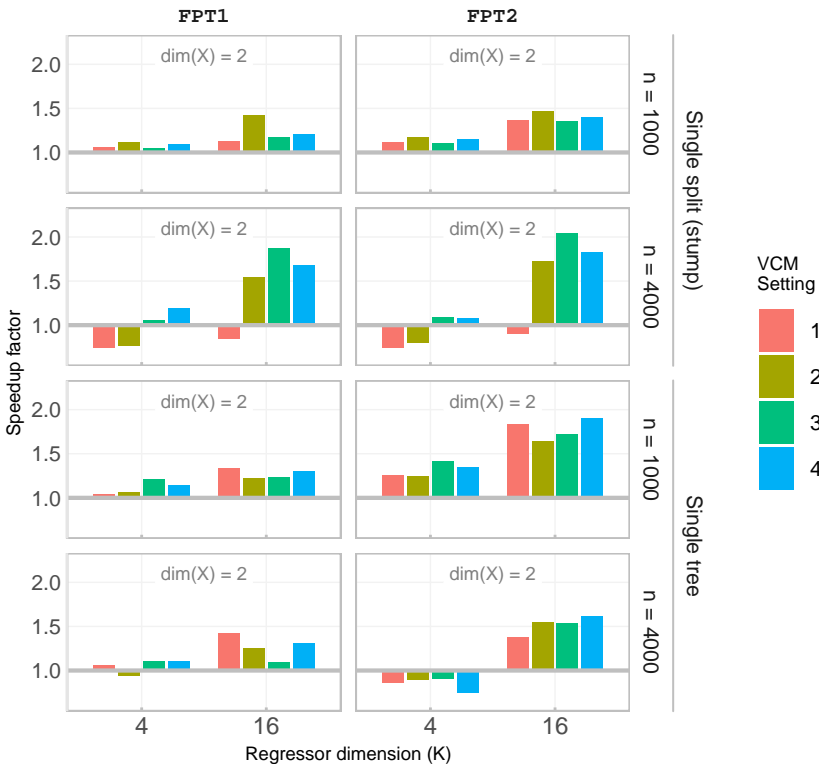 FPT1
FPT2
dim(X) = 2
dim(X) = 2
2.0
1.5
1.0
n = 1000
dim(X) = 2
dim(X) = 2
2.0
1.5
1.0
n = 4000
Single split (stump)
dim(X) = 2
dim(X) = 2
2.0
1.5
1.0
n = 1000
dim(X) = 2
dim(X) = 2
2.0
1.5
1.0
n = 4000
Single tree
Speedup factor
4
16
4
16
Regressor dimension (K)
VCM
Setting
1
2
3
4